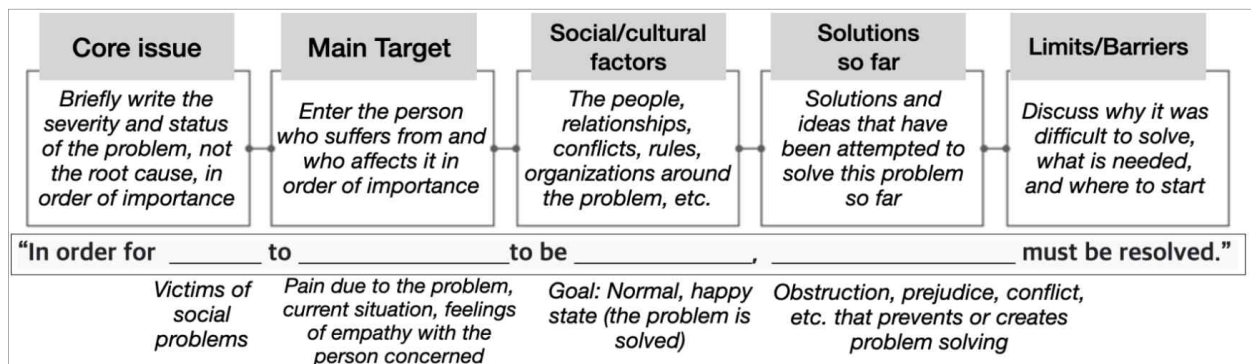 Core issue
Briefly write the
severity and status
of the problem, not
the root cause, in
order of importance
Main Target
Enter the person
who suffers from and
who affects it in
order of importance
Social/cultural
factors
The people,
relationships,
conflicts, rules,
organizations around
the problem, etc.
Solutions
so far
Solutions and
ideas that have
been attempted to
solve this problem
so far
Limits/Barriers
Discuss why it was
difficult to solve,
what is needed,
and where to start
“In order for ________ to __________________ to be _______________, _____________________ must be resolved.”
Victims of
social
problems
Pain due to the problem,
current situation, feelings
of empathy with the
person concerned
Goal: Normal, happy
state (the problem is
solved)
Obstruction, prejudice, conflict,
etc. that prevents or creates
problem solving